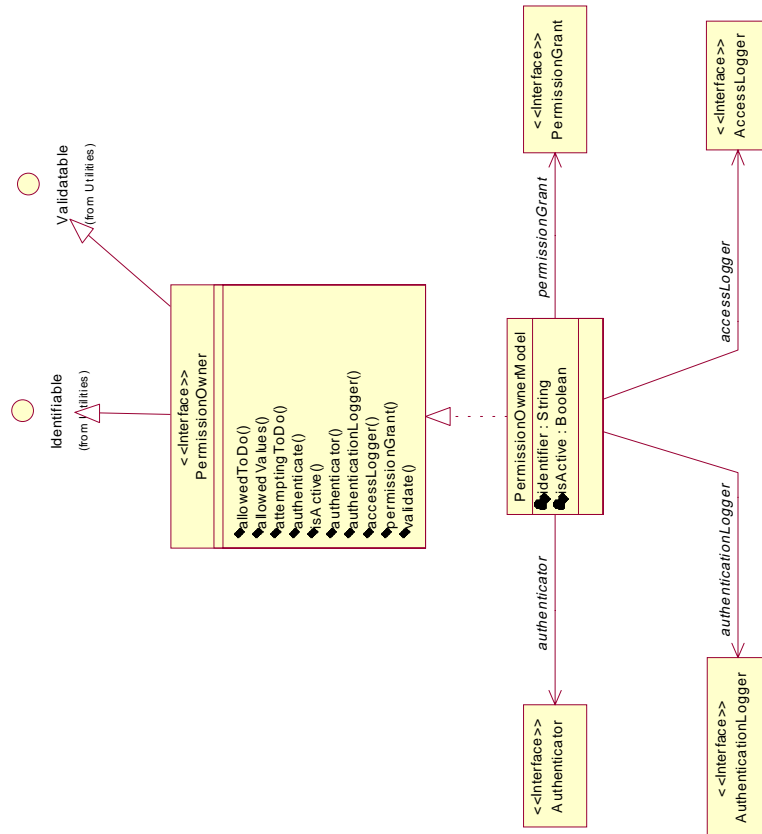 Identifiable
(from Utilities)
Validatable
(from Utilities)
<<Interface>>
PermissionOwner
allowedToDo()
allowedValues()
attemptingToDo()
authenticate()
isActive()
authenticator()
authenticationLogger()
accessLogger()
permissionGrant()
validate()
<<Interface>>
Authenticator
authenticator
PermissionOwnerModel
identifier : String
isActive : Boolean
permissionGrant
<<Interface>>
PermissionGrant
authenticationLogger
accessLogger
<<Interface>>
AuthenticationLogger
<<Interface>>
AccessLogger